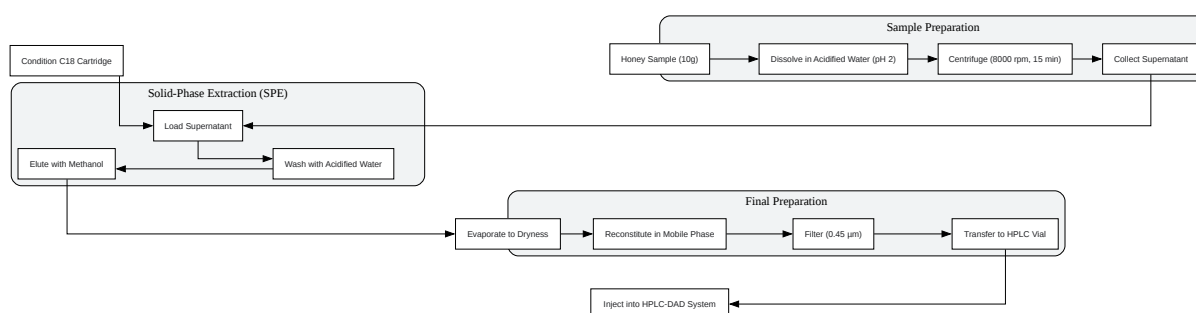 Sample Preparation
Honey Sample (10g)
Dissolve in Acidified Water (pH 2)
Centrifuge (8000 rpm, 15 min)
Collect Supernatant
Condition C18 Cartridge
Solid-Phase Extraction (SPE)
Load Supernatant
Elute with Methanol
Wash with Acidified Water
Final Preparation
Evaporate to Dryness
Reconstitute in Mobile Phase
Filter (0.45 µm)
Transfer to HPLC Vial
Inject into HPLC-DAD System